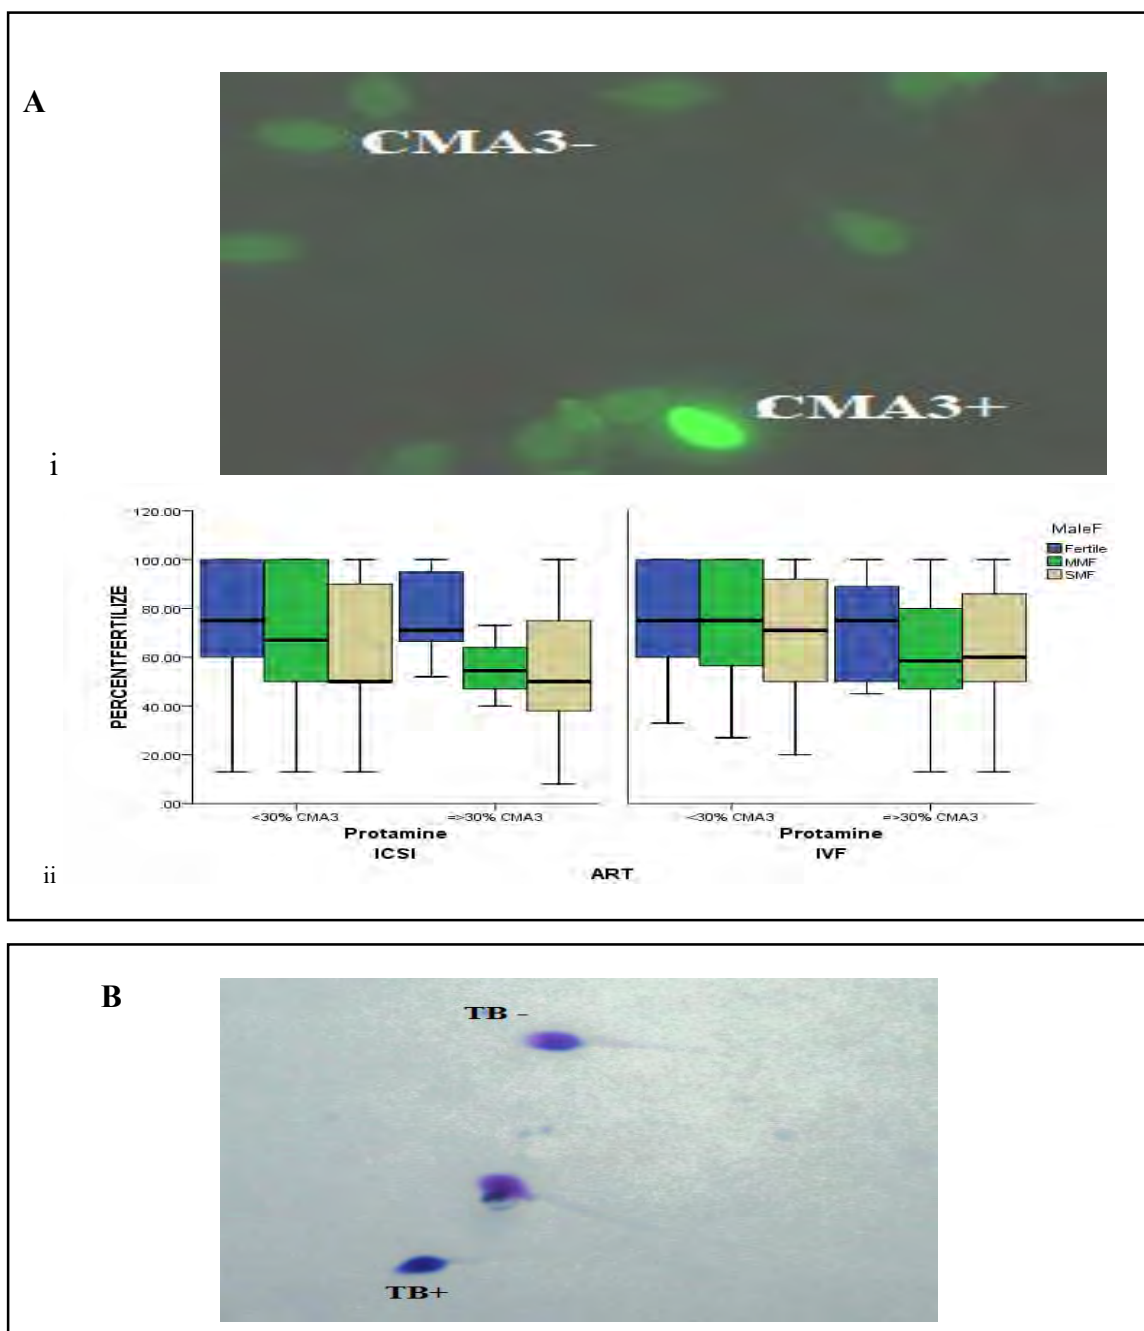 A
CMA3-
CMA3+
i
120.00
100.00
80.00
60.00
40.00
20.00
.00
PERCENTFERTILIZE
MaleF
Fertile
MMF
SMF
<30% CMA3 =>30% CMA3 <30% CMA3 =>30% CMA3
Protamine Protamine
ICSI IVF
ii
ART
B
TB -
TB+